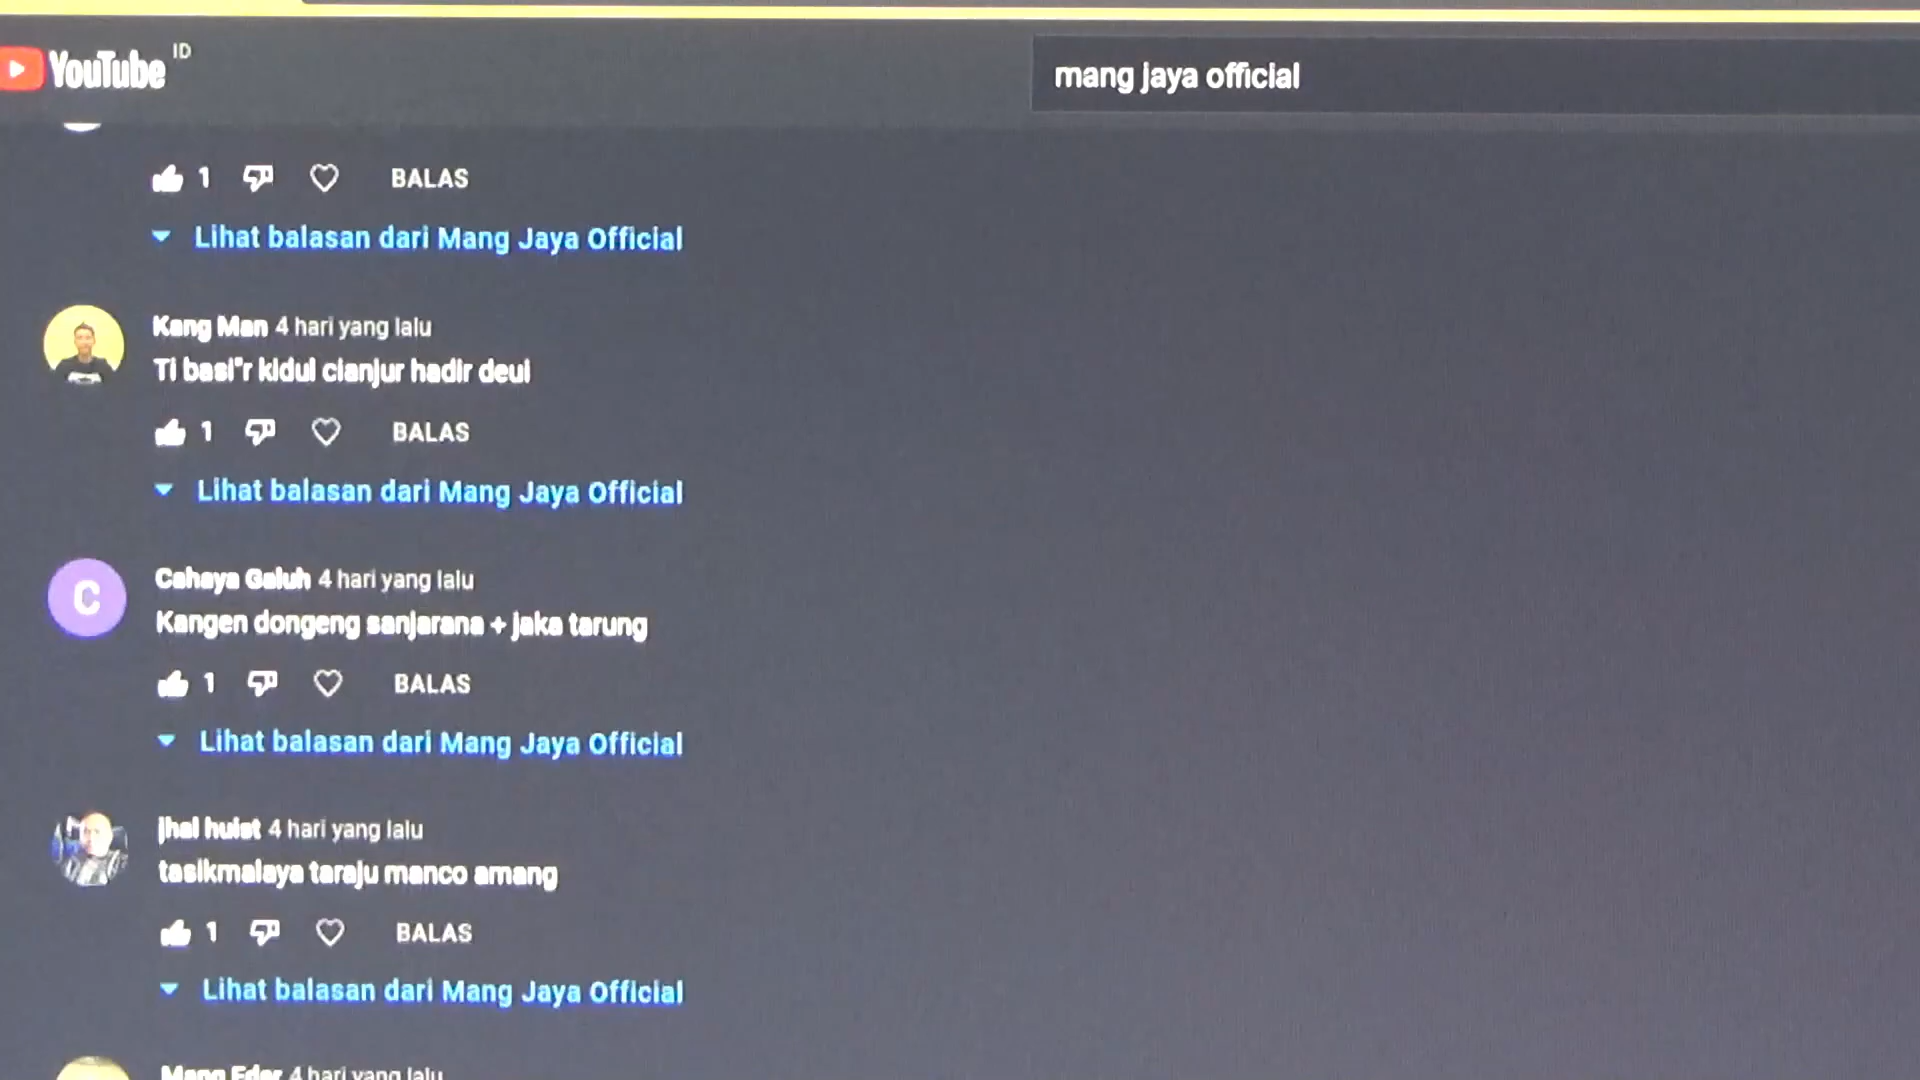 YouTube ID
mang jaya official
1 BALAS
Lihat balasan dari Mang Jaya Official
Kang Man 4 hari yang lalu
Ti basi"r kidul cianjur hadir deui
1 BALAS
Lihat balasan dari Mang Jaya Official
C
Cahaya Galuh 4 hari yang lalu
Kangen dongeng sanjarana + jaka tarung
1 BALAS
Lihat balasan dari Mang Jaya Official
jhal huist 4 hari yang lalu
tasikmalaya taraju manco amang
1 BALAS
Lihat balasan dari Mang Jaya Official
Mang Eder 4 hari yang lalu